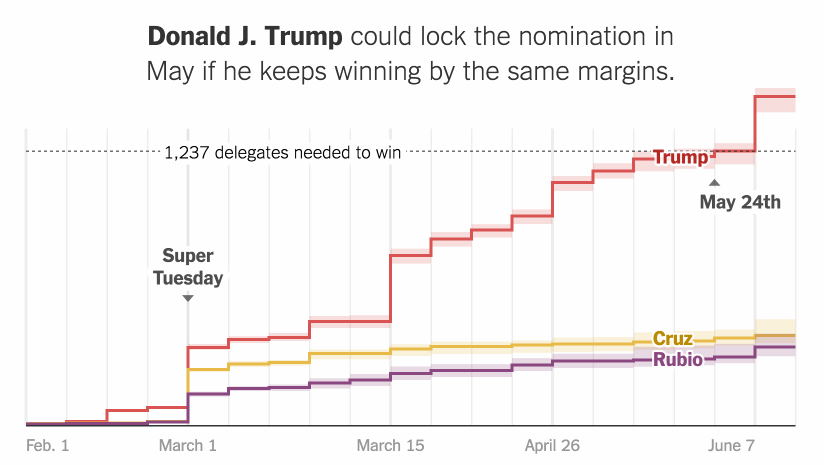 Donald J. Trump could lock the nomination in
May if he keeps winning by the same margins.
1,237 delegates needed to win
Trump
May 24th
Super
Tuesday
Cruz
Rubio
Feb. 1
March 1
March 15
April 26
June 7